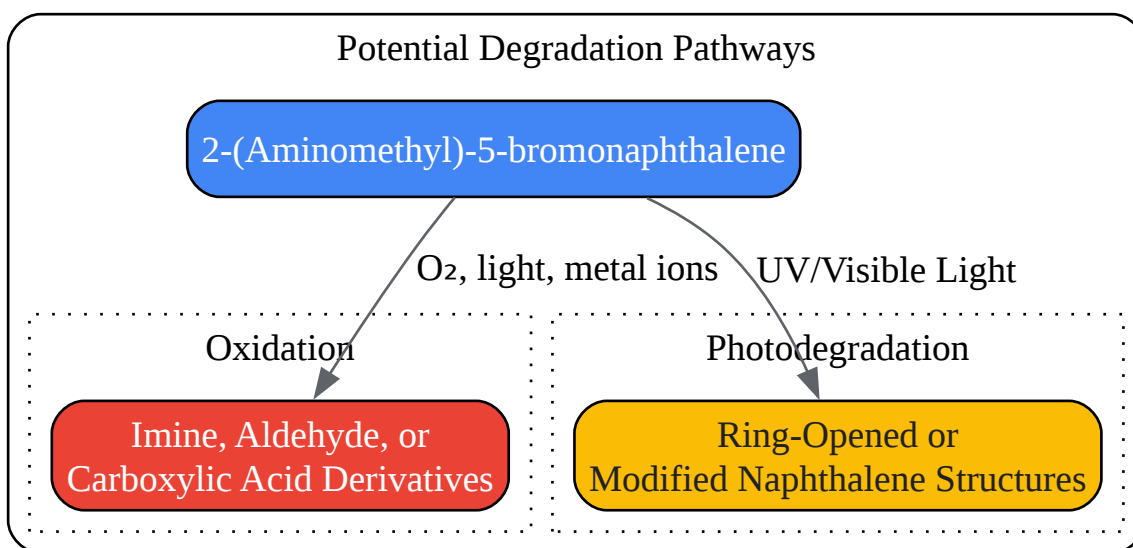 Potential Degradation Pathways
2-(Aminomethyl)-5-bromonaphthalene
O₂, light, metal ions
UV/Visible Light
Oxidation
Photodegradation
Imine, Aldehyde, or
Carboxylic Acid Derivatives
Ring-Opened or
Modified Naphthalene Structures